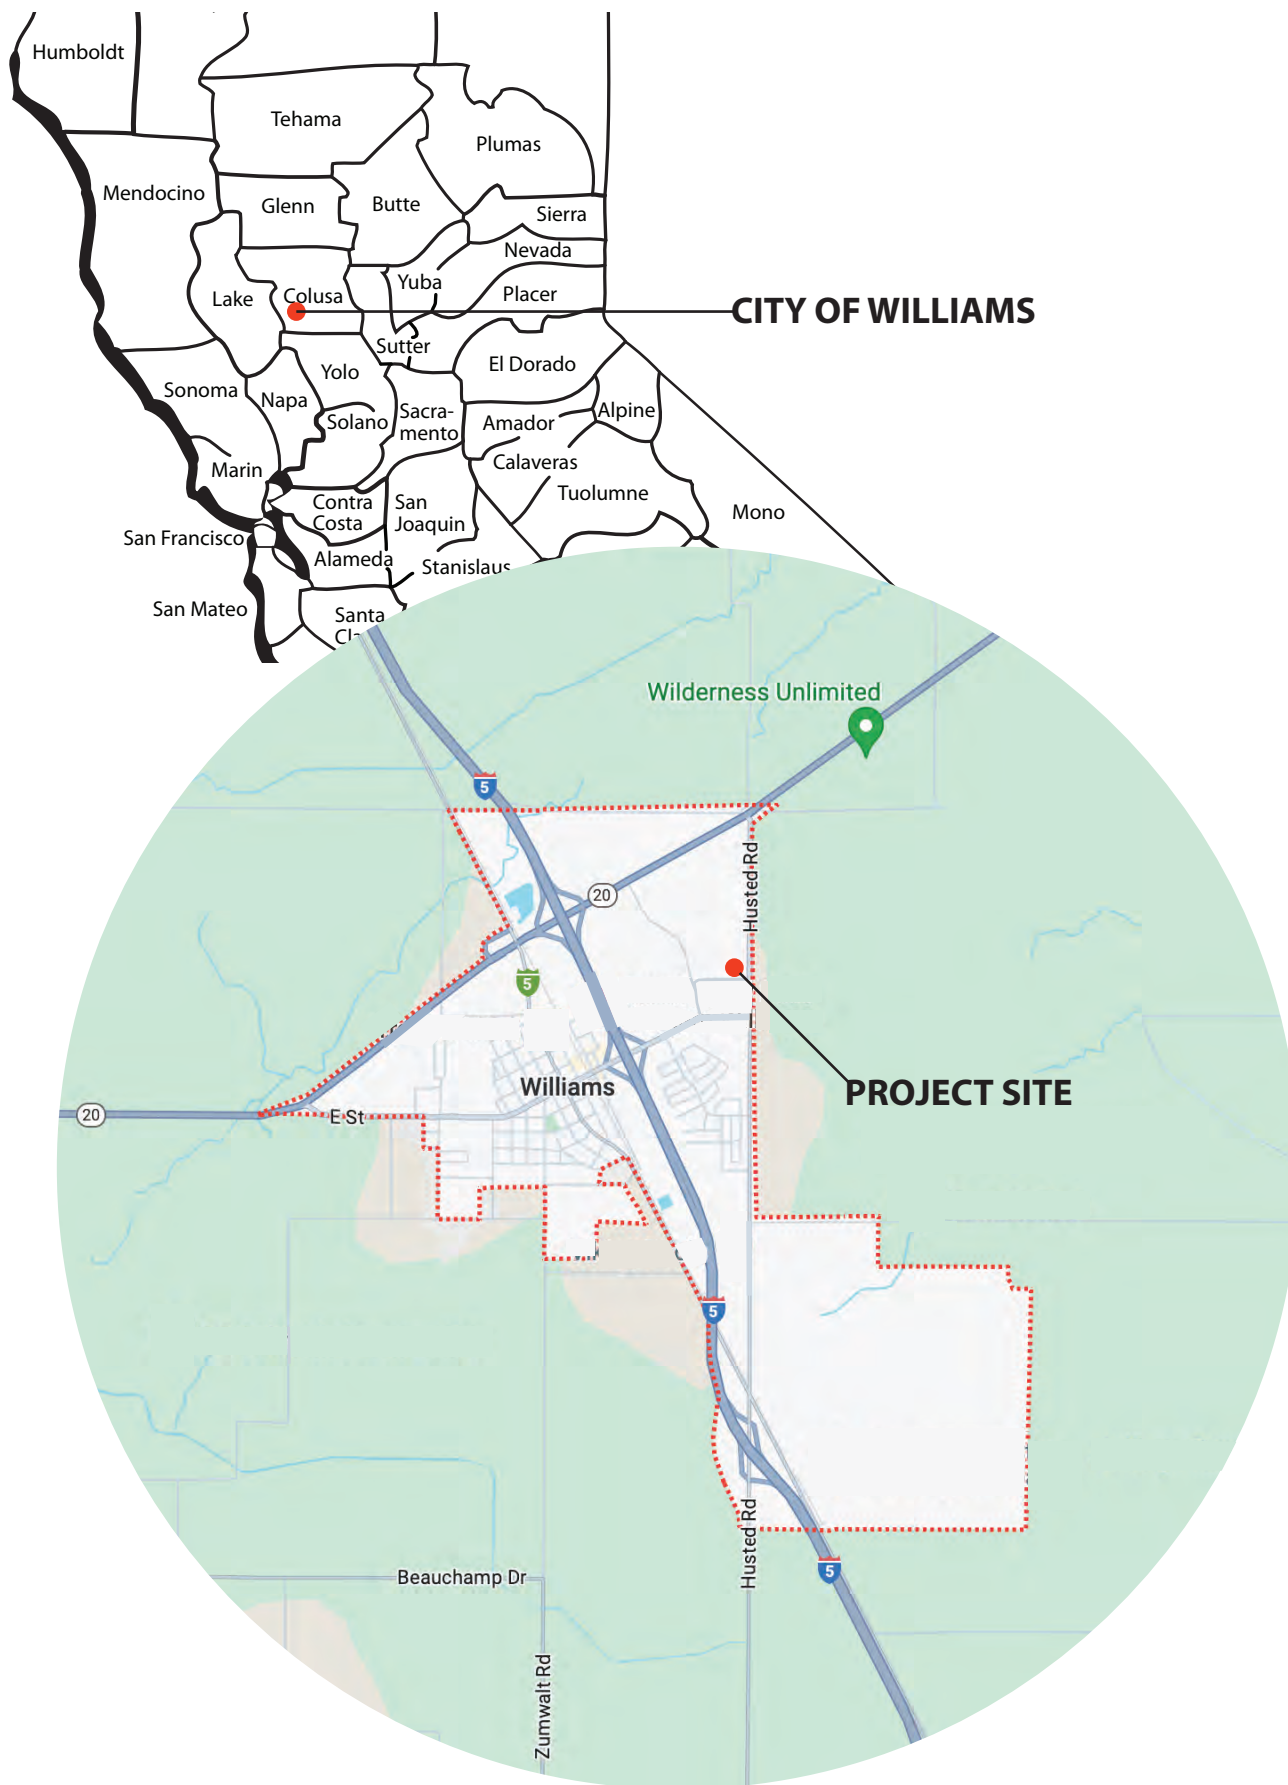 Humboldt
Tehama
Plumas
Mendocino
Glenn
Butte
Sierra
Nevada
Yuba
Lake
Colusa
Placer
CITY OF WILLIAMS
Sutter
El Dorado
Yolo
Sonoma
Napa
Alpine
Solano
Sacra-
mento
Amador
Calaveras
Marin
Tuolumne
Contra
Costa
San
Joaquin
Mono
San Francisco
Alameda
Stanislaus
San Mateo
Santa
Wilderness Unlimited
5
Husted Rd
20
5
PROJECT SITE
Williams
20
E St
5
Husted Rd
5
Beauchamp Dr
Zumwalt Rd